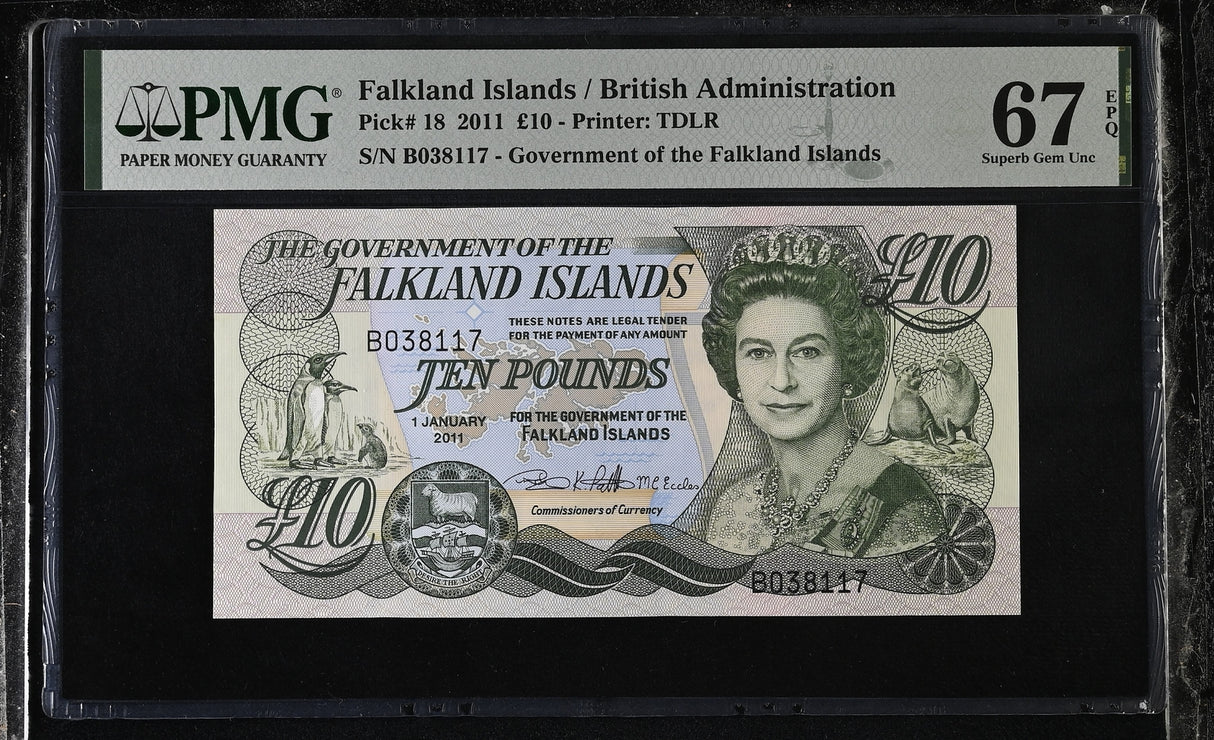 PMG®
PAPER MONEY GUARANTY
Falkland Islands / British Administration
Pick# 18 2011 £10 - Printer: TDLR
S/N B038117 - Government of the Falkland Islands
67
EPQ
Superb Gem Unc
THE GOVERNMENT OF THE
FALKLAND ISLANDS
£10
B038117
THESE NOTES ARE LEGAL TENDER
FOR THE PAYMENT OF ANY AMOUNT
TEN POUNDS
1 JANUARY
2011
FOR THE GOVERNMENT OF THE
FALKLAND ISLANDS
£10
Commissioners of Currency
DESIRE THE RIGHT
B038117